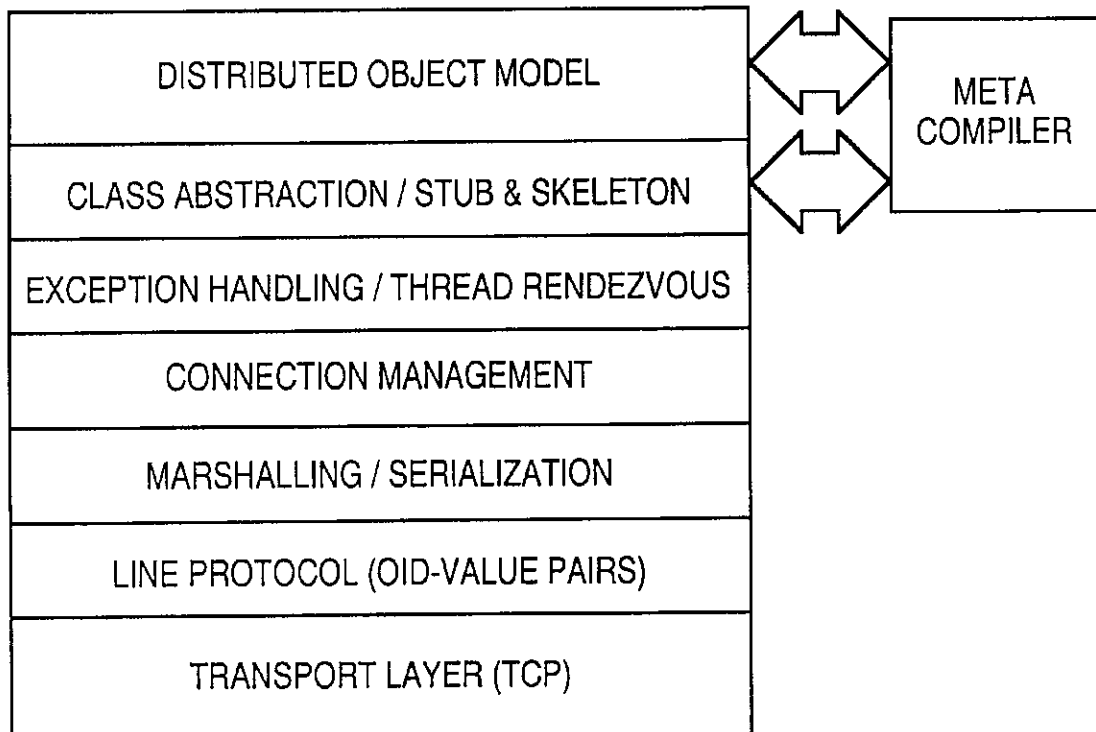 DISTRIBUTED OBJECT MODEL
META
COMPILER
CLASS ABSTRACTION / STUB & SKELETON
EXCEPTION HANDLING / THREAD RENDEZVOUS
CONNECTION MANAGEMENT
MARSHALLING / SERIALIZATION
LINE PROTOCOL (OID-VALUE PAIRS)
TRANSPORT LAYER (TCP)